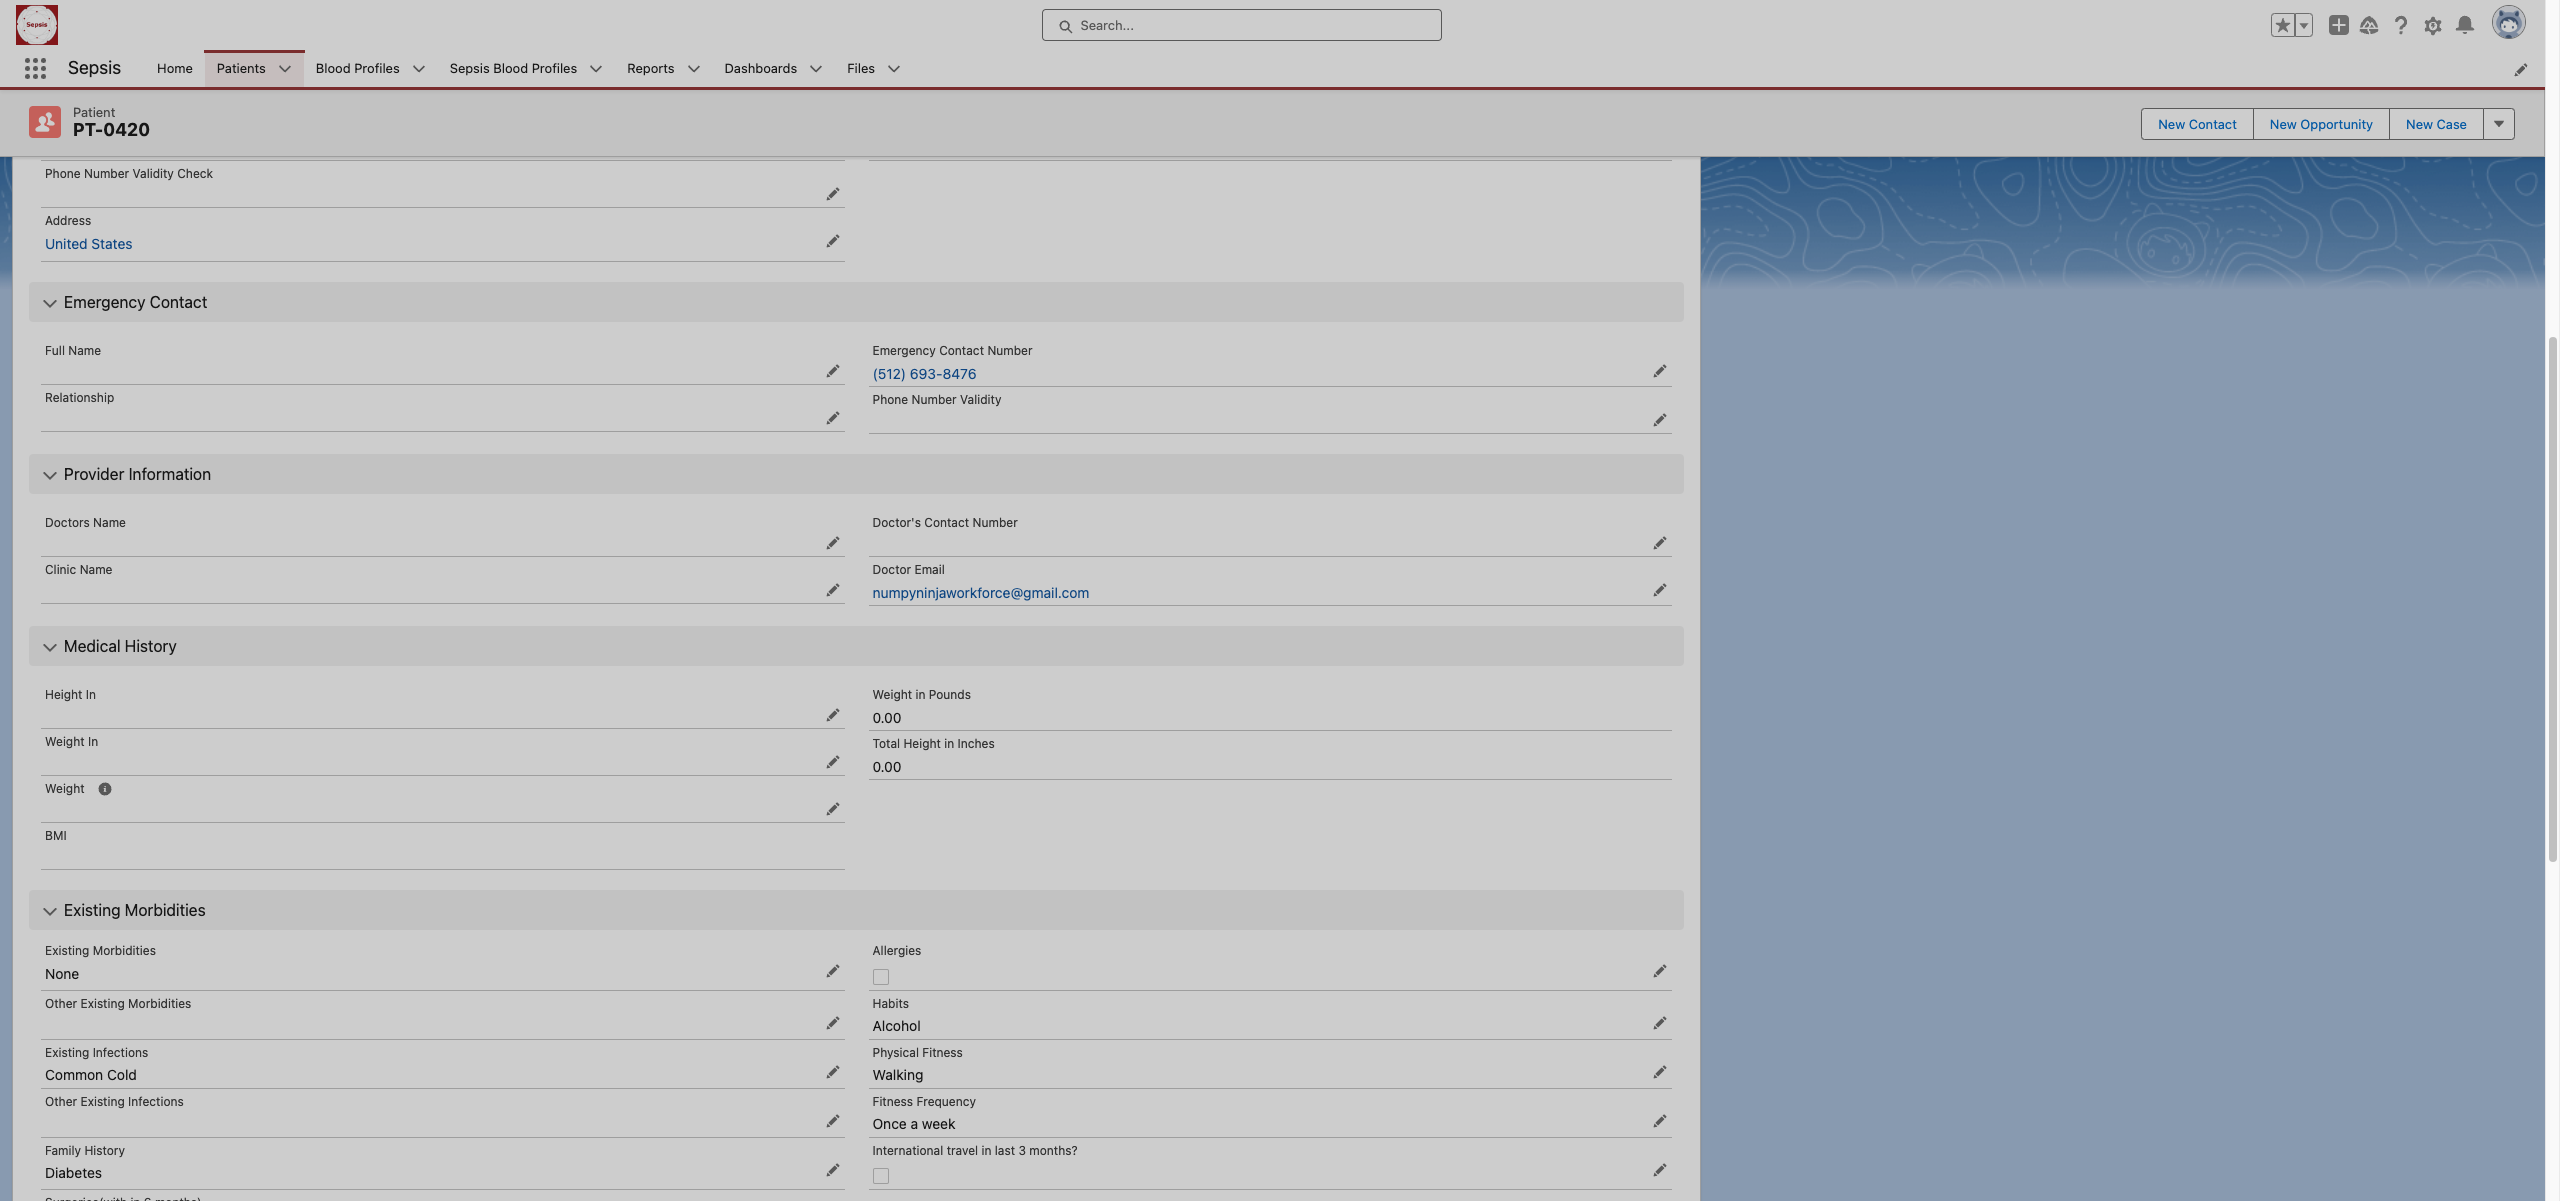 Sepsis
Search...
Sepsis
Home
Patients
Blood Profiles
Sepsis Blood Profiles
Reports
Dashboards
Files
Patient
PT-0420
New Contact
New Opportunity
New Case
Phone Number Validity Check
Address
United States
Emergency Contact
Full Name
Emergency Contact Number
(512) 693-8476
Relationship
Phone Number Validity
Provider Information
Doctors Name
Doctor's Contact Number
Clinic Name
Doctor Email
numpyninjaworkforce@gmail.com
Medical History
Height In
Weight in Pounds
0.00
Weight In
Total Height in Inches
0.00
Weight
BMI
Existing Morbidities
Existing Morbidities
None
Allergies
Other Existing Morbidities
Habits
Alcohol
Existing Infections
Common Cold
Physical Fitness
Walking
Other Existing Infections
Fitness Frequency
Once a week
Family History
Diabetes
International travel in last 3 months?